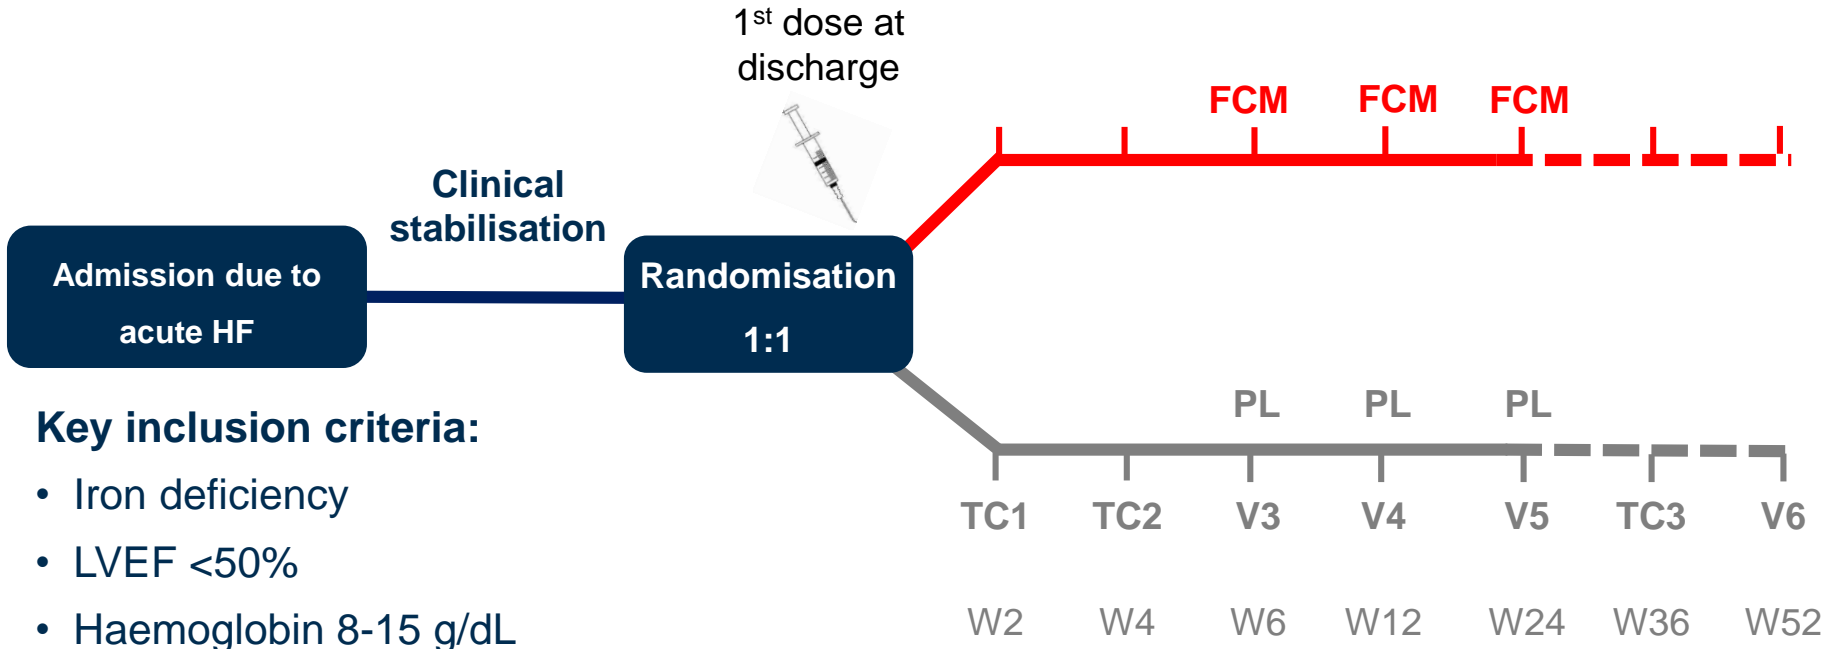 1st dose at
discharge
FCM FCM FCM
Clinical
stabilisation
Admission due to
acute HF
Randomisation
1:1
PL PL PL
Key inclusion criteria:
• Iron deficiency
• LVEF <50%
• Haemoglobin 8-15 g/dL
TC1 TC2 V3 V4 V5 TC3 V6
W2 W4 W6 W12 W24 W36 W52